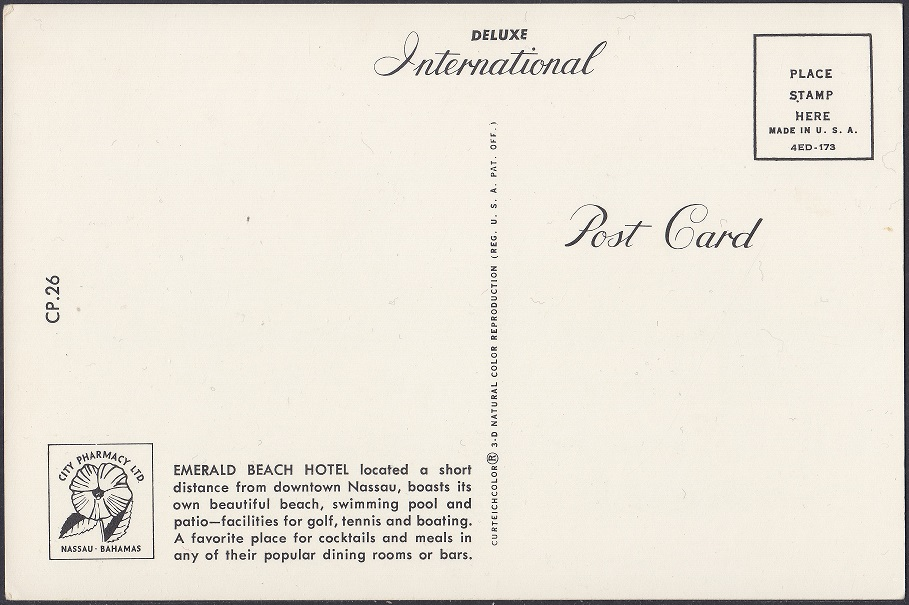 DELUXE
International
PLACE
STAMP
HERE
MADE IN U. S. A.
4ED-173
Post Card
CP.26
CURTEICHCOLOR® 3-D NATURAL COLOR REPRODUCTION (REG. U. S. A. PAT. OFF.)
CITY PHARMACY LTD
NASSAU · BAHAMAS
EMERALD BEACH HOTEL located a short
distance from downtown Nassau, boasts its
own beautiful beach, swimming pool and
patio—facilities for golf, tennis and boating.
A favorite place for cocktails and meals in
any of their popular dining rooms or bars.